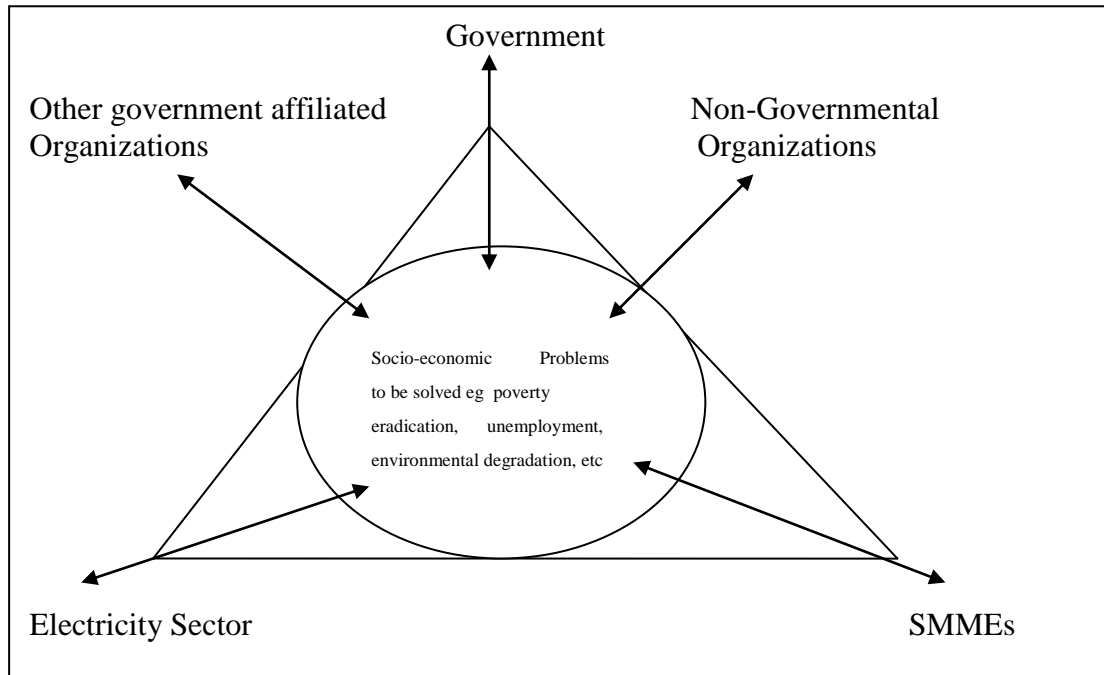 Government
Other government affiliated
Organizations
Non-Governmental
Organizations
Socio-economic Problems
to be solved eg poverty
eradication, unemployment,
environmental degradation, etc
Electricity Sector
SMMEs